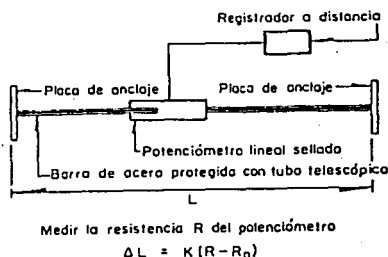 Registrador a distancia
Placa de anclaje
Placa de anclaje
Potenciómetro lineal sellado
Barra de acero protegida con tubo telescópico
L
Medir la resistencia R del potenciómetro
ΔL = K(R-R₀)